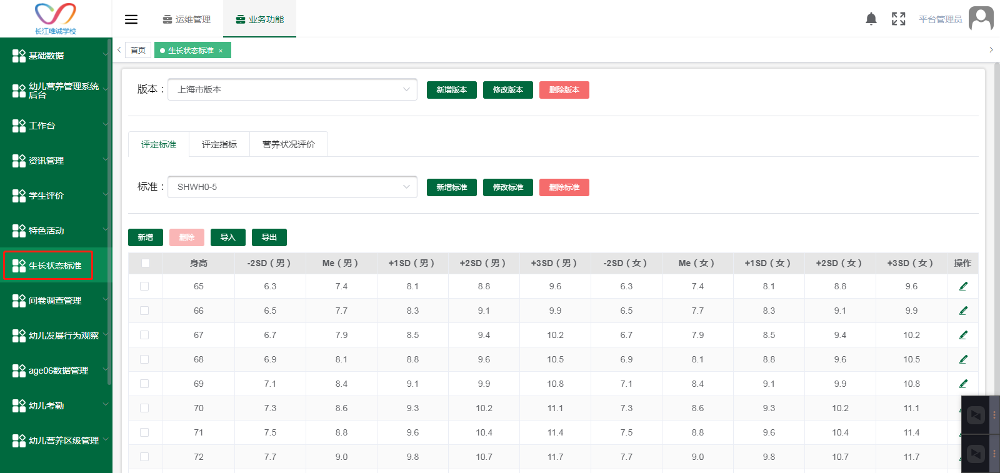 长江唯诚学校
运维管理
业务功能
平台管理员
首页
生长状态标准 ×
基础数据
幼儿营养管理系统
后台
工作台
资讯管理
学生评价
特色活动
生长状态标准
问卷调查管理
幼儿发展行为观察
age06数据管理
幼儿考勤
幼儿营养区级管理
版本： 上海市版本 新增版本 修改版本 删除版本
评定标准 评定指标 营养状况评价
标准： SHWH0-5 新增标准 修改标准 删除标准
新增 删除 导入 导出
身高 -2SD（男） Me（男） +1SD（男） +2SD（男） +3SD（男） -2SD（女） Me（女） +1SD（女） +2SD（女） +3SD（女） 操作
65 6.3 7.4 8.1 8.8 9.6 6.3 7.4 8.1 8.8 9.6
66 6.5 7.7 8.3 9.1 9.9 6.5 7.7 8.3 9.1 9.9
67 6.7 7.9 8.5 9.4 10.2 6.7 7.9 8.5 9.4 10.2
68 6.9 8.1 8.8 9.6 10.5 6.9 8.1 8.8 9.6 10.5
69 7.1 8.4 9.1 9.9 10.8 7.1 8.4 9.1 9.9 10.8
70 7.3 8.6 9.3 10.2 11.1 7.3 8.6 9.3 10.2 11.1
71 7.5 8.8 9.6 10.4 11.4 7.5 8.8 9.6 10.4 11.4
72 7.7 9.0 9.8 10.7 11.7 7.7 9.0 9.8 10.7 11.7